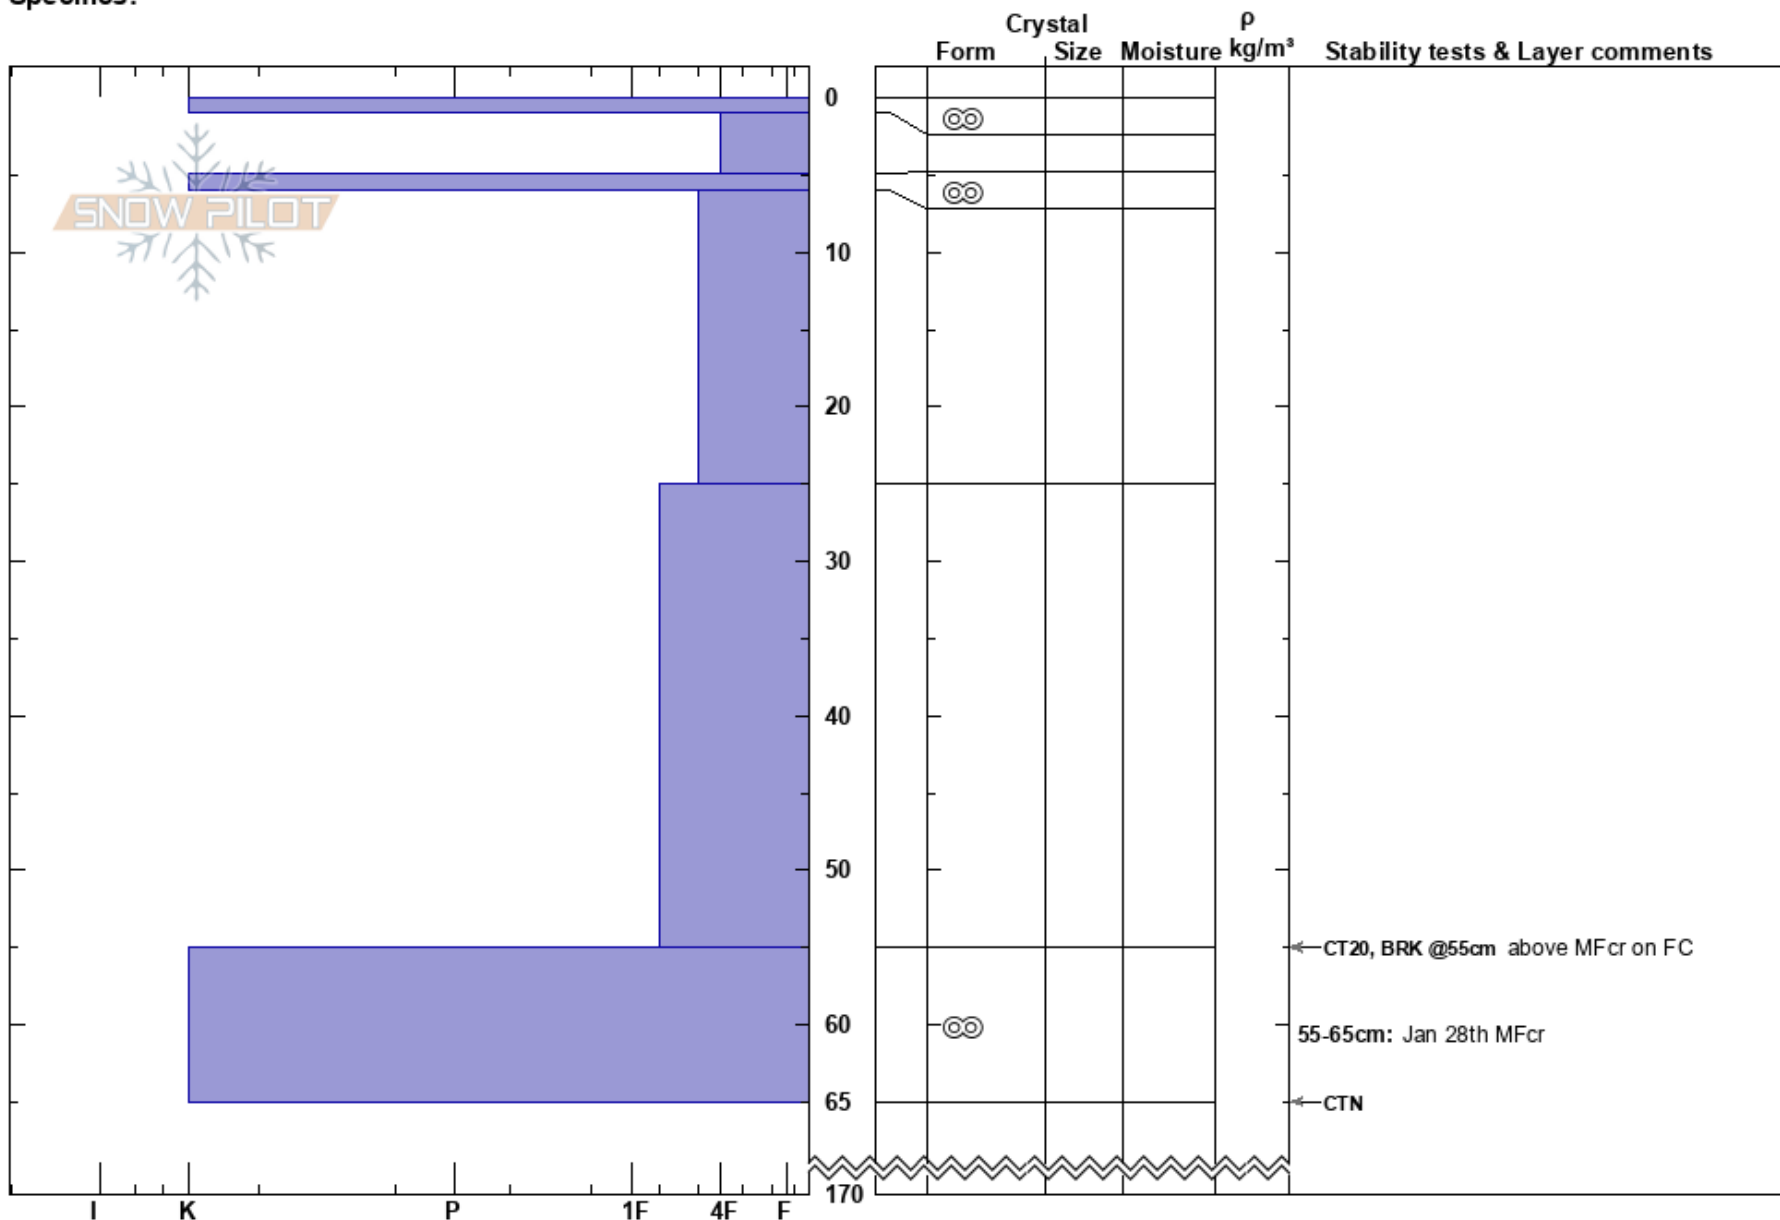 Specifics:
Crystal ρ
Form Size Moisture kg/m³ Stability tests & Layer comments
0
SNOW PILOT
10
20
30
40
50
CT20, BRK @55cm above MFcr on FC
60
55-65cm: Jan 28th MFcr
65 CTN
170
I K P 1F 4F F